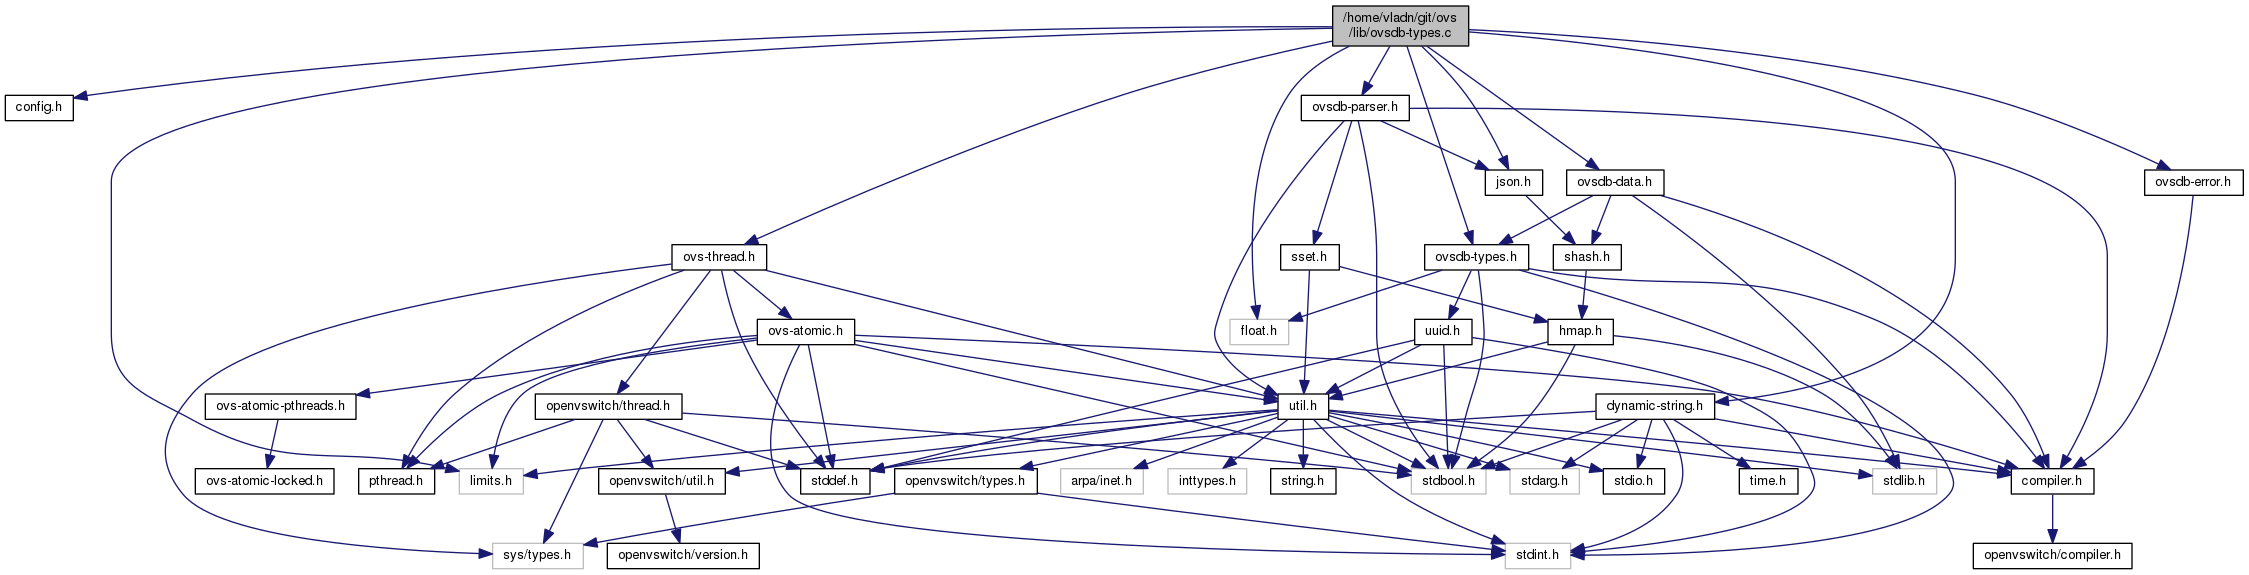 /home/vladn/git/ovs
/lib/ovsdb-types.c
config.h
ovsdb-parser.h
json.h
ovsdb-data.h
ovsdb-error.h
ovs-thread.h
sset.h
ovsdb-types.h
shash.h
ovs-atomic.h
float.h
uuid.h
hmap.h
ovs-atomic-pthreads.h
openvswitch/thread.h
util.h
dynamic-string.h
ovs-atomic-locked.h
pthread.h
limits.h
openvswitch/util.h
stddef.h
openvswitch/types.h
arpa/inet.h
inttypes.h
string.h
stdbool.h
stdarg.h
stdio.h
time.h
stdlib.h
compiler.h
sys/types.h
openvswitch/version.h
stdint.h
openvswitch/compiler.h